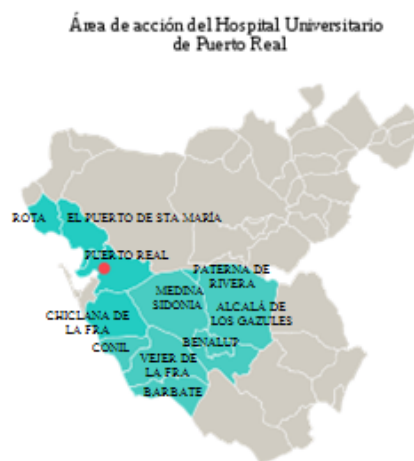 Área de acción del Hospital Universitario
de Puerto Real
ROTA
EL PUERTO DE STA MARÍA
PUERTO REAL
PATERNA DE
RIVERA
MEDINA
SIDONIA
ALCALÁ DE
LOS GAZULES
CHICLANA DE
LA FRA
CONIL
BENALUP
VEJER DE
LA FRA
BARBATE